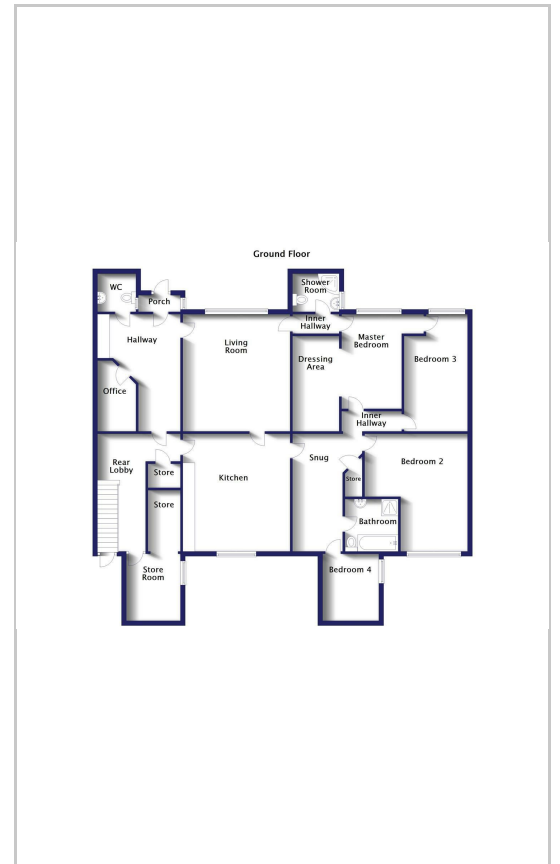 Ground Floor
WC
Porch
Shower
Room
Hallway
Living
Room
Inner
Hallway
Master
Bedroom
Dressing
Area
Bedroom 3
Office
Inner
Hallway
Rear
Lobby
Store
Kitchen
Snug
Store
Bedroom 2
Store
Bathroom
Store
Room
Bedroom 4